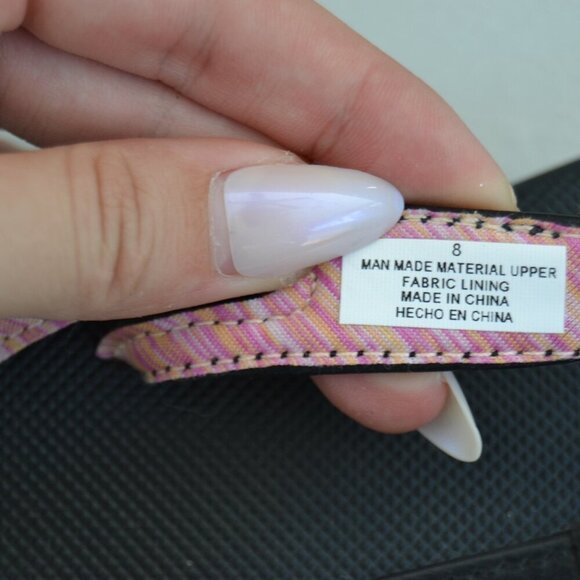 8
MAN MADE MATERIAL UPPER
FABRIC LINING
MADE IN CHINA
HECHO EN CHINA